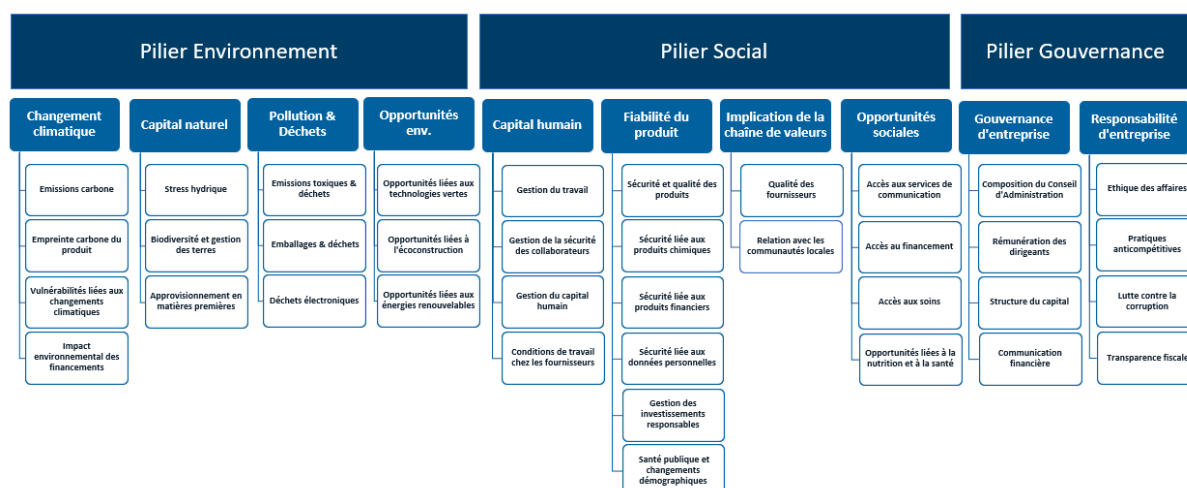 Pilier Environnement
Pilier Social
Pilier Gouvernance
Changement
climatique
Capital naturel
Pollution &
Déchets
Opportunités
env.
Capital humain
Fiabilité du
produit
Implication de la
chaîne de valeurs
Opportunités
sociales
Gouvernance
d'entreprise
Responsabilité
d'entreprise
Emissions carbone
Empreinte carbone du
produit
Vulnérabilités liées aux
changements
climatiques
Impact
environnemental des
financements
Stress hydrique
Biodiversité et gestion
des terres
Approvisionnement en
matières premières
Emissions toxiques &
déchets
Emballages & déchets
Déchets électroniques
Opportunités liées aux
technologies vertes
Opportunités liées à
l'écoconstruction
Opportunités liées aux
énergies renouvelables
Gestion du travail
Gestion de la sécurité
des collaborateurs
Gestion du capital
humain
Conditions de travail
chez les fournisseurs
Sécurité et qualité des
produits
Sécurité liée aux
produits chimiques
Sécurité liée aux
produits financiers
Sécurité liée aux
données personnelles
Gestion des
investissements
responsables
Santé publique et
changements
démographiques
Qualité des
fournisseurs
Relation avec les
communautés locales
Accès aux services de
communication
Accès au financement
Accès aux soins
Opportunités liées à la
nutrition et à la santé
Composition du Conseil
d'Administration
Rémunération des
dirigeants
Structure du capital
Communication
financière
Ethique des affaires
Pratiques
anticompétitives
Lutte contre la
corruption
Transparence fiscale